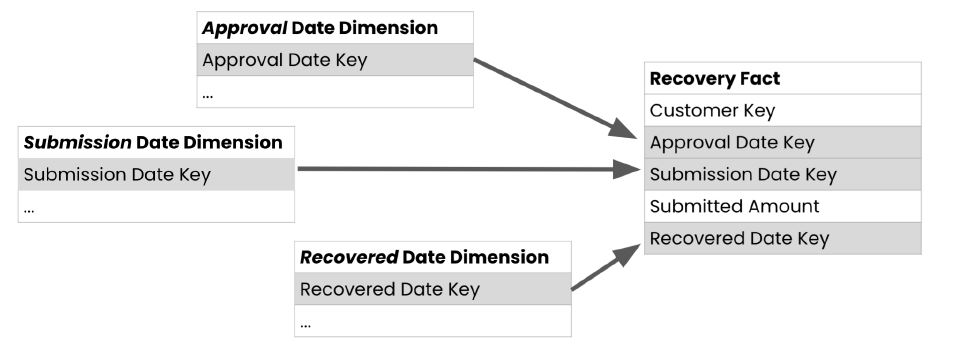 Approval Date Dimension
Approval Date Key
...
Submission Date Dimension
Submission Date Key
...
Recovered Date Dimension
Recovered Date Key
...
Recovery Fact
Customer Key
Approval Date Key
Submission Date Key
Submitted Amount
Recovered Date Key